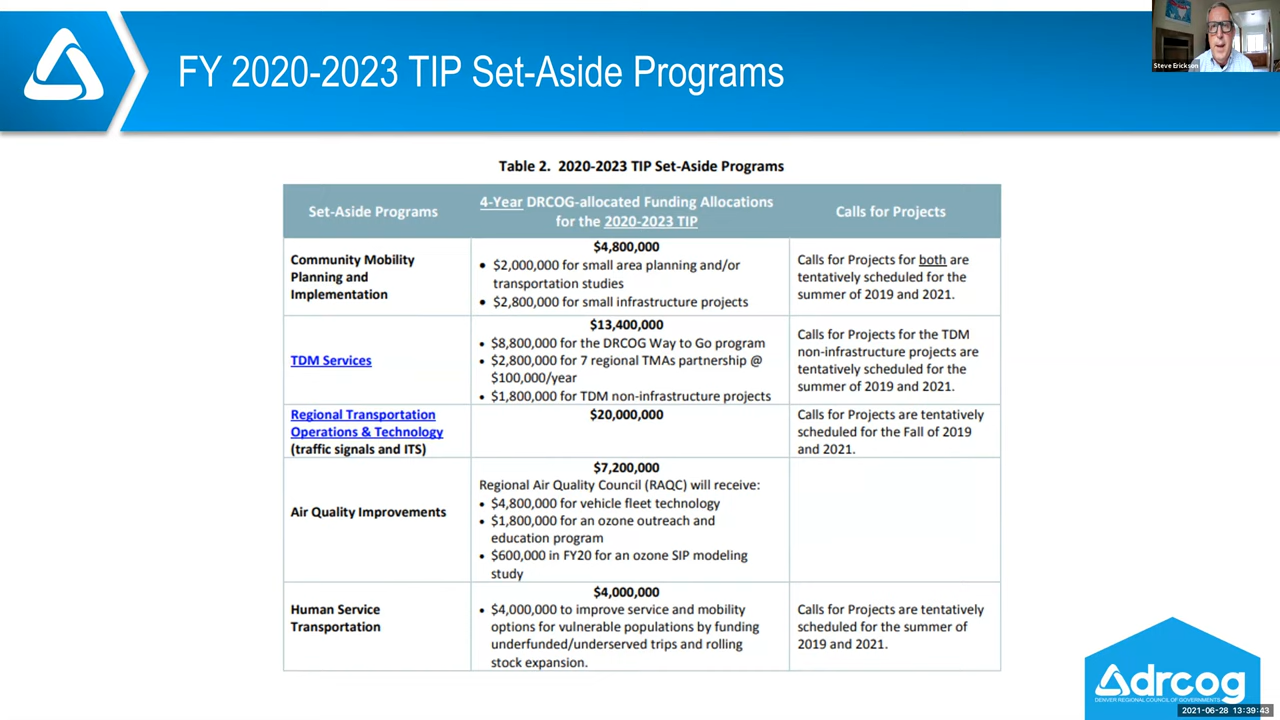 FY 2020-2023 TIP Set-Aside Programs
Steve Erickson
Table 2. 2020-2023 TIP Set-Aside Programs
Set-Aside Programs
4-Year DRCOG-allocated Funding Allocations
for the 2020-2023 TIP
Calls for Projects
Community Mobility
Planning and
Implementation
$4,800,000
• $2,000,000 for small area planning and/or
transportation studies
• $2,800,000 for small infrastructure projects
Calls for Projects for both are
tentatively scheduled for the
summer of 2019 and 2021.
TDM Services
$13,400,000
• $8,800,000 for the DRCOG Way to Go program
• $2,800,000 for 7 regional TMAs partnership @
$100,000/year
• $1,800,000 for TDM non-infrastructure projects
Calls for Projects for the TDM
non-infrastructure projects are
tentatively scheduled for the
summer of 2019 and 2021.
Regional Transportation
Operations & Technology
(traffic signals and ITS)
$20,000,000
Calls for Projects are tentatively
scheduled for the Fall of 2019
and 2021.
Air Quality Improvements
$7,200,000
Regional Air Quality Council (RAQC) will receive:
• $4,800,000 for vehicle fleet technology
• $1,800,000 for an ozone outreach and
education program
• $600,000 in FY20 for an ozone SIP modeling
study
Human Service
Transportation
$4,000,000
• $4,000,000 to improve service and mobility
options for vulnerable populations by funding
underfunded/underserved trips and rolling
stock expansion.
Calls for Projects are tentatively
scheduled for the summer of
2019 and 2021.
drcog
DENVER REGIONAL COUNCIL OF GOVERNMENTS
2021-06-28 13:39:43